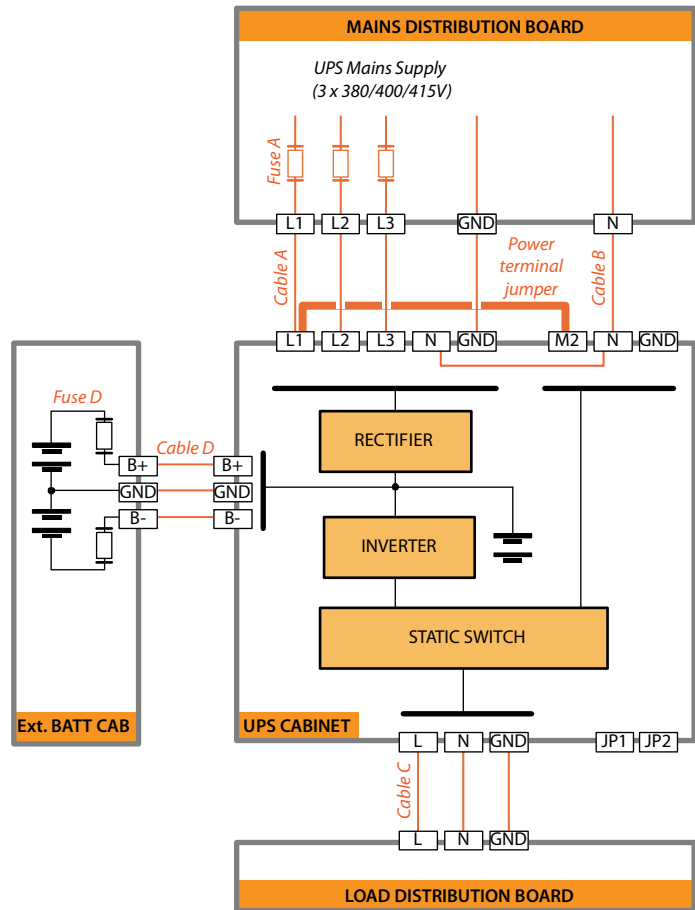 MAINS DISTRIBUTION BOARD
UPS Mains Supply
(3 x 380/400/415V)
Fuse A
L1 L2 L3 GND N
Cable A
Power
terminal
jumper
Cable B
L1 L2 L3 N GND M2 N GND
Fuse D
Cable D
B+ B+
GND GND
B- B-
RECTIFIER
INVERTER
STATIC SWITCH
Ext. BATT CAB
UPS CABINET
L N GND JP1 JP2
Cable C
L N GND
LOAD DISTRIBUTION BOARD